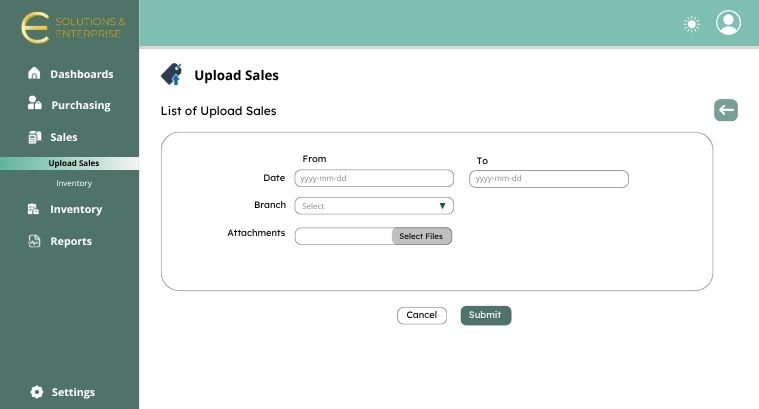 SOLUTIONS &
ENTERPRISE
Dashboards
Purchasing
Sales
Upload Sales
Inventory
Inventory
Reports
Settings
Upload Sales
List of Upload Sales
From
To
Date
yyyy-mm-dd
yyyy-mm-dd
Branch
Select
Attachments
Select Files
Cancel
Submit